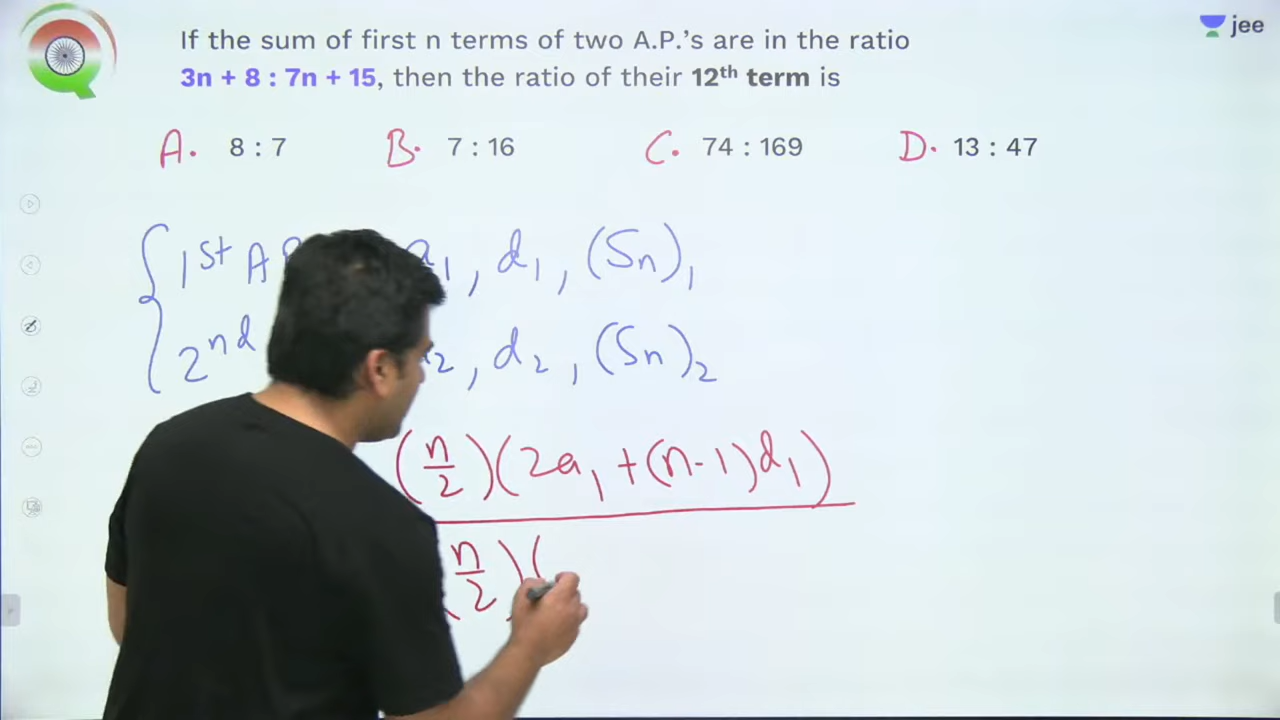 If the sum of first n terms of two A.P.’s are in the ratio
3n + 8 : 7n + 15, then the ratio of their 12th term is
jee
A. 8 : 7 B. 7 : 16 C. 74 : 169 D. 13 : 47
1st A P a1, d1, (Sn)1
2nd 2, d2, (Sn)2
(n/2)(2a1 + (n-1)d1)
(n/2)(